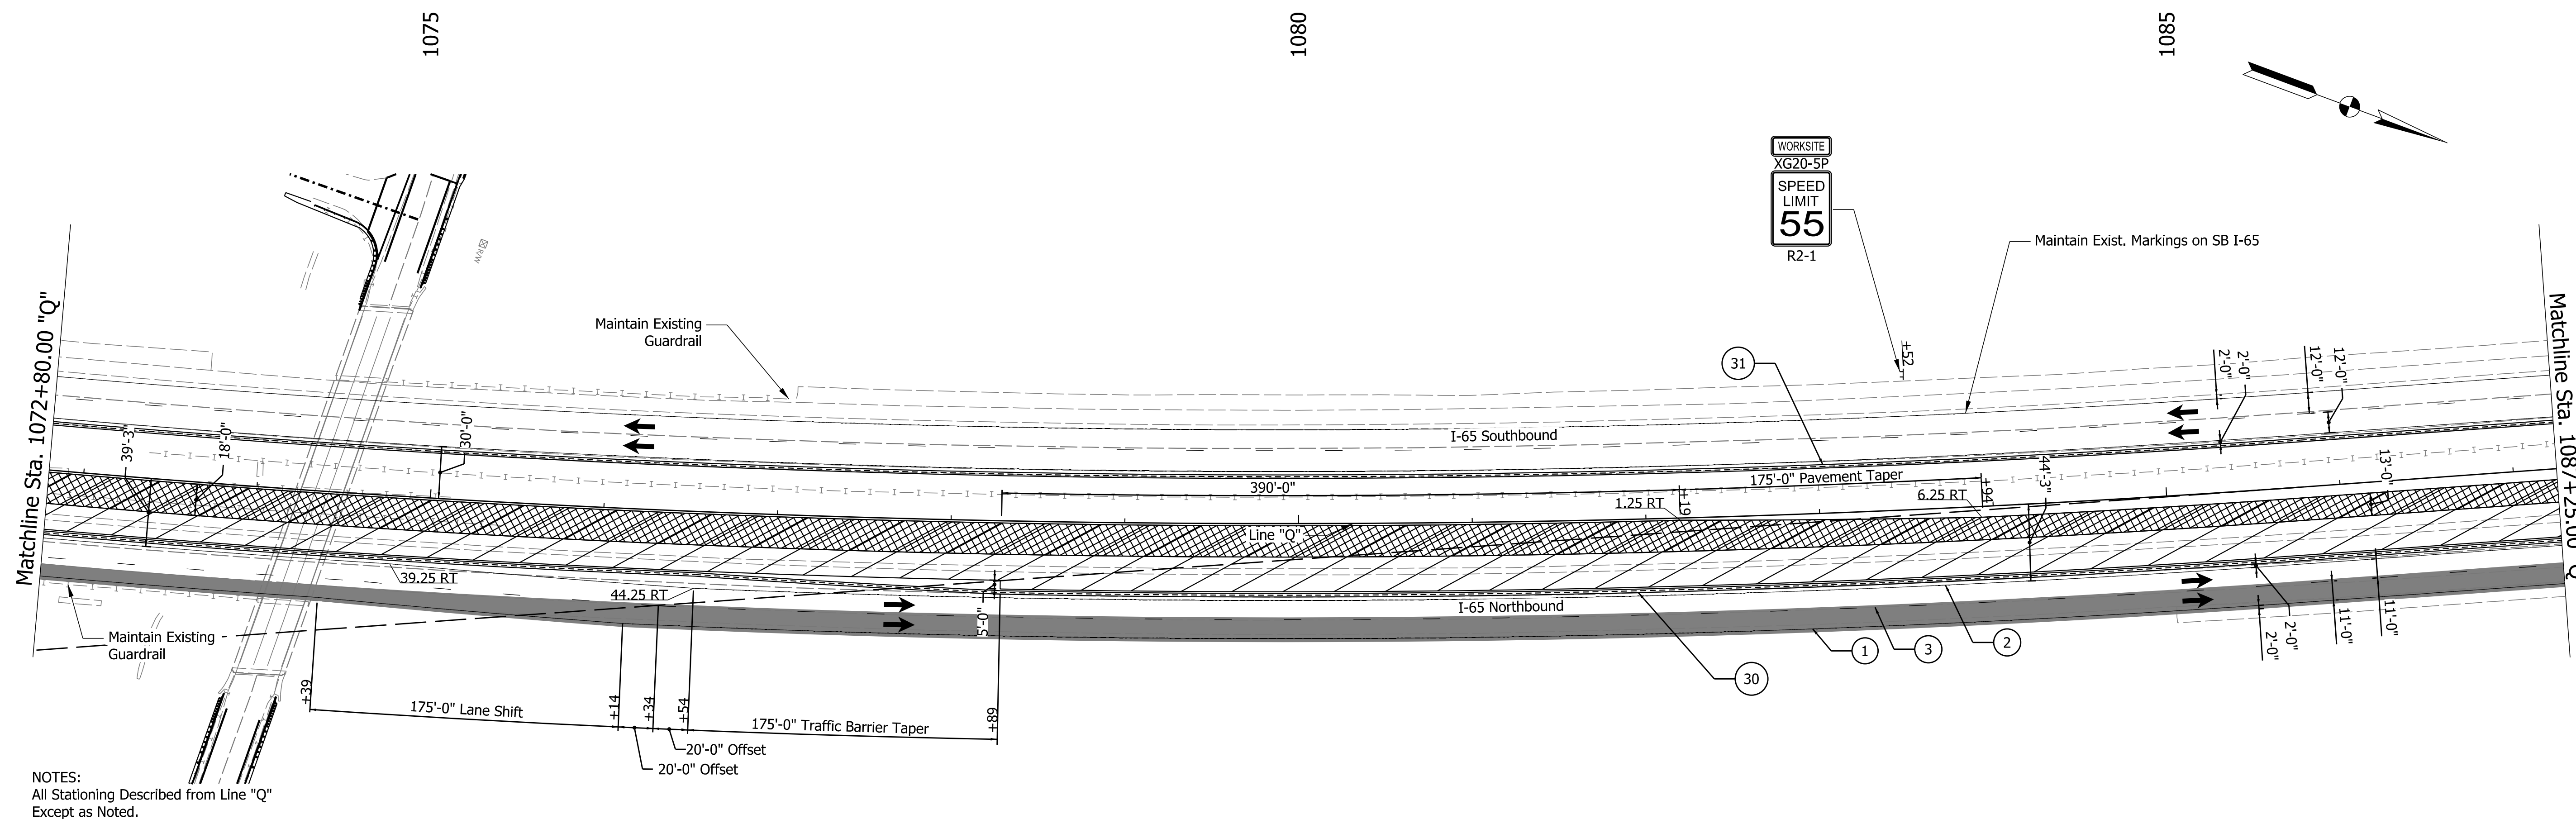 1075
1080
1085
WORKSITE
XG20-5P
SPEED
LIMIT
55
R2-1
Maintain Exist. Markings on SB I-65
R/W
Matchline Sta. 1072+80.00 "Q"
Matchline Sta. 1087+25.00 "Q"
Maintain Existing
Guardrail
+52
31
2'-0"
2'-0"
12'-0"
12'-0"
39'-3"
18'-0"
30'-0"
I-65 Southbound
390'-0"
175'-0" Pavement Taper
1.25 RT
+19
6.25 RT
+94
44'-3"
13'-0"
Line "Q"
39.25 RT
44.25 RT
5'-0"
I-65 Northbound
Maintain Existing
Guardrail
1
3
2
30
2'-0"
2'-0"
11'-0"
11'-0"
+39
175'-0" Lane Shift
+14
+34
+54
175'-0" Traffic Barrier Taper
+89
20'-0" Offset
20'-0" Offset
NOTES:
All Stationing Described from Line "Q"
Except as Noted.